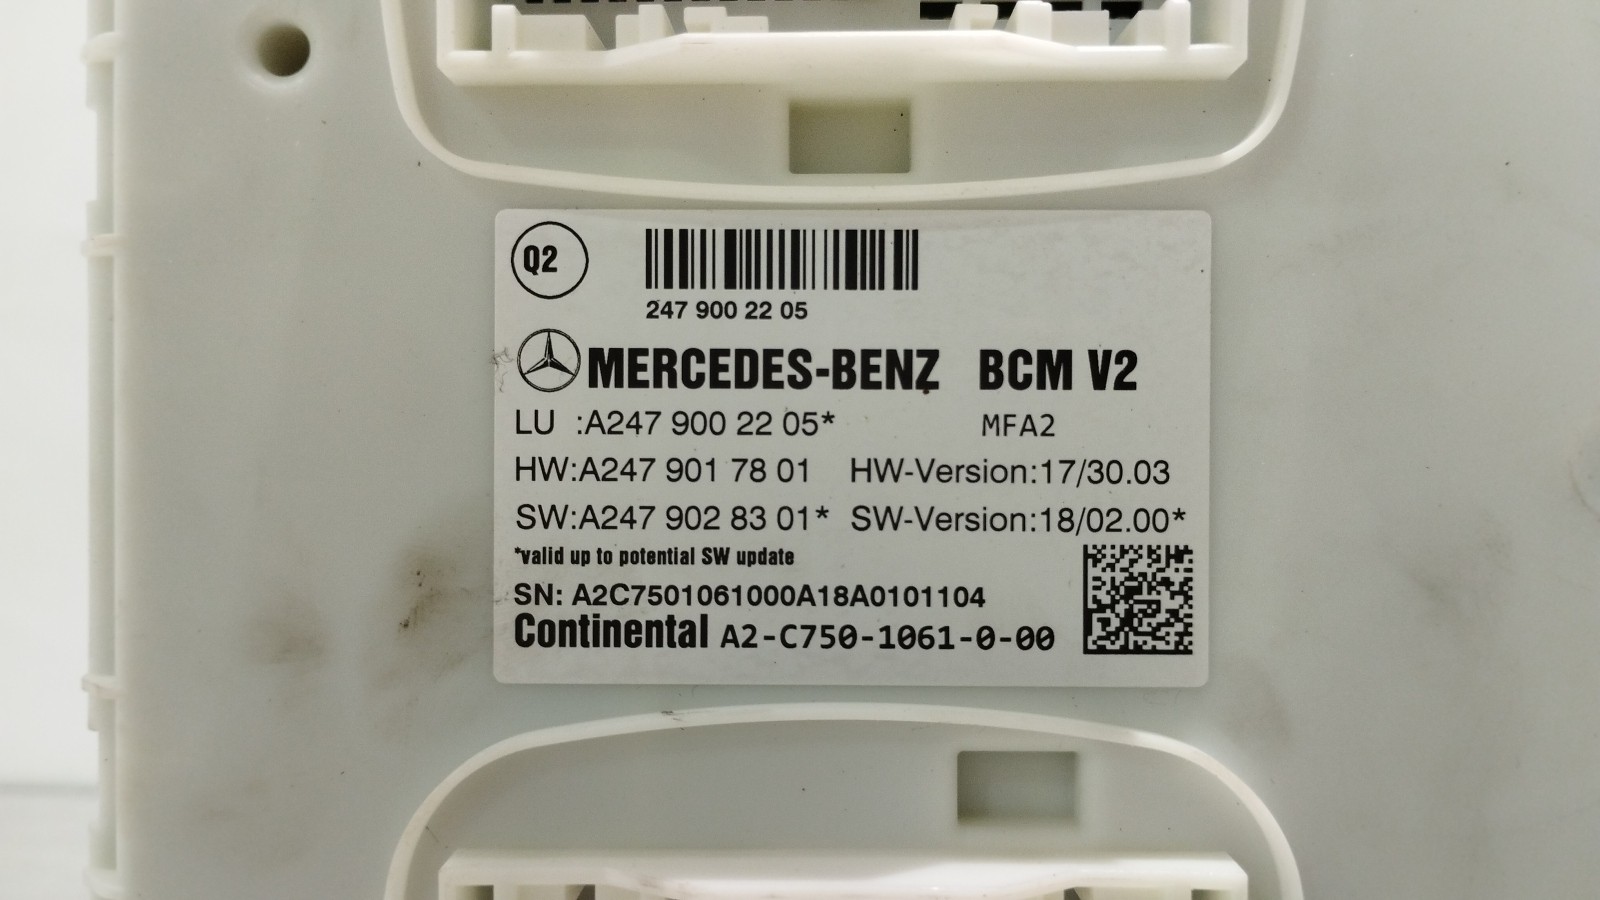 Q2
247 900 22 05
MERCEDES-BENZ BCM V2
LU :A247 900 22 05* MFA2
HW:A247 901 78 01 HW-Version:17/30.03
SW:A247 902 83 01* SW-Version:18/02.00*
*valid up to potential SW update
SN: A2C7501061000A18A0101104
Continental A2-C750-1061-0-00